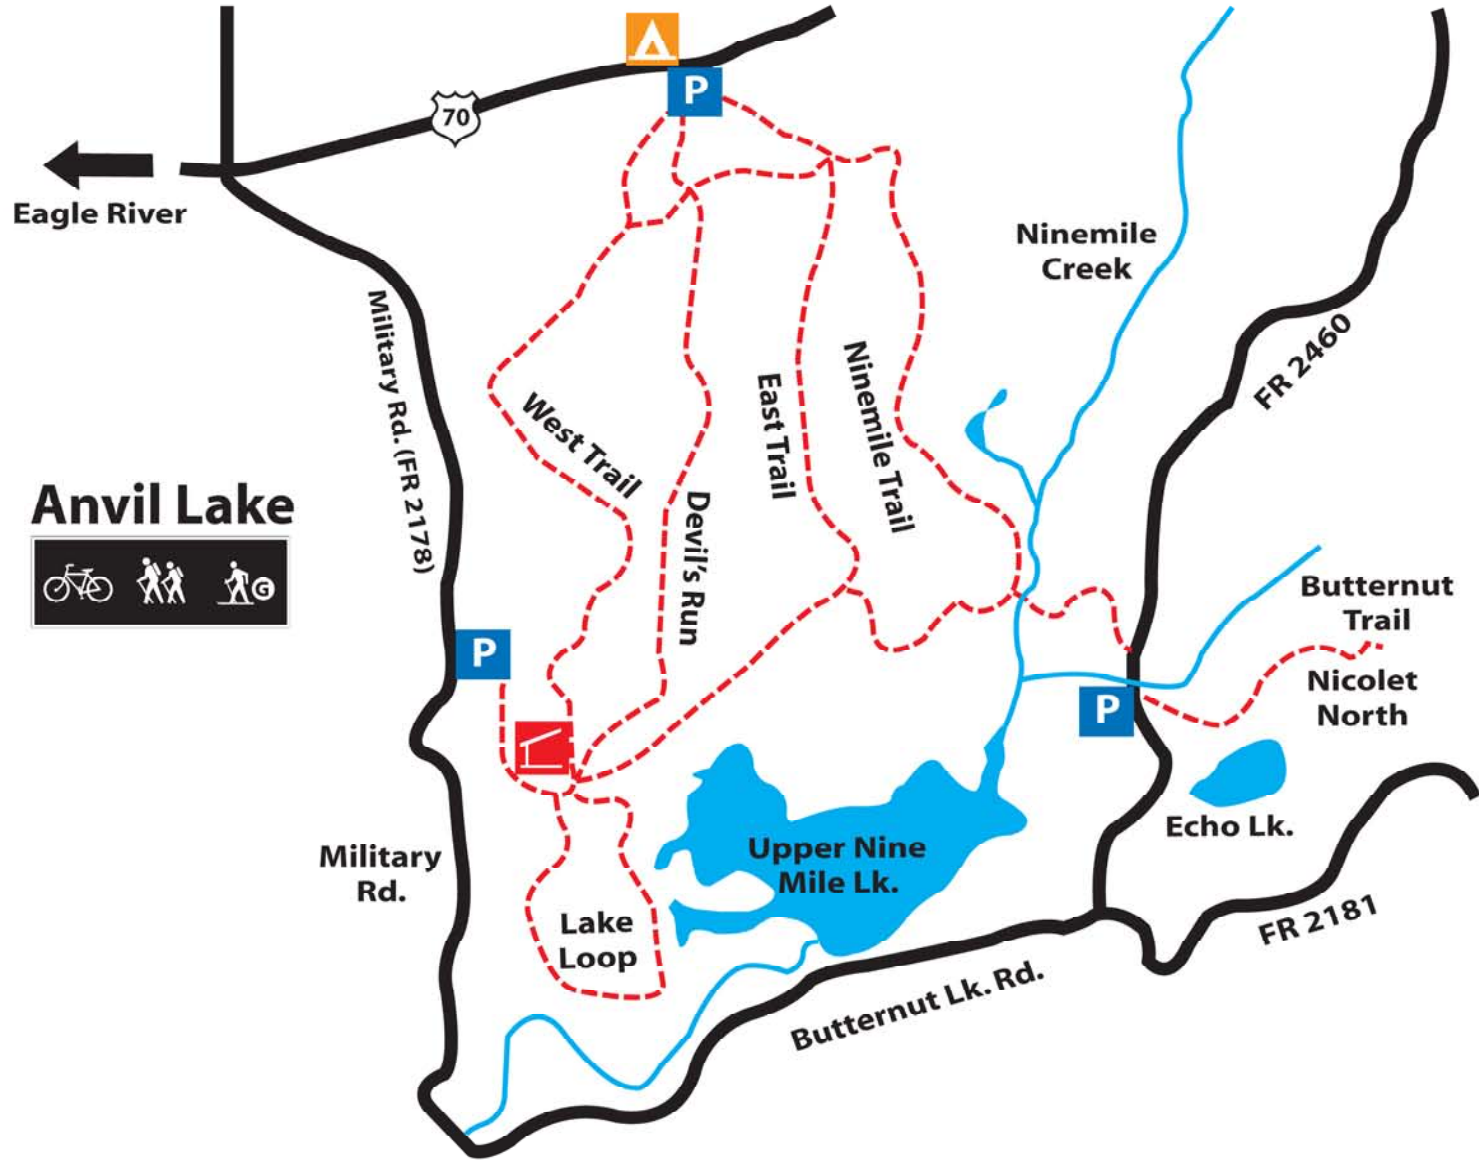 P
70
Eagle River
Ninemile
Creek
Military Rd. (FR 2178)
FR 2460
West Trail
East Trail
Ninemile Trail
Devil's Run
Anvil Lake
G
P
Butternut
Trail
Nicolet
North
P
Echo Lk.
Upper Nine
Mile Lk.
Military
Rd.
Lake
Loop
FR 2181
Butternut Lk. Rd.